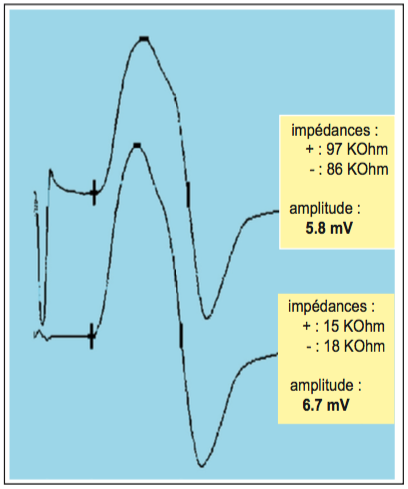 impédances :
+ : 97 KOhm
- : 86 KOhm
amplitude :
5.8 mV
impédances :
+ : 15 KOhm
- : 18 KOhm
amplitude :
6.7 mV